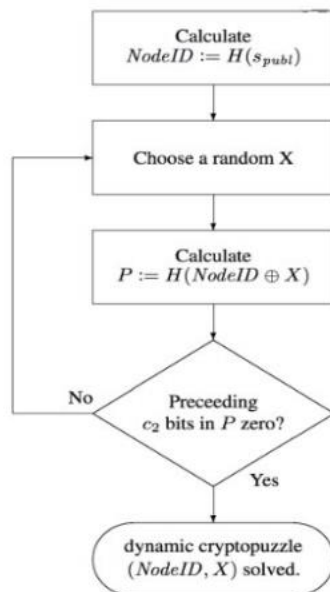 Calculate
NodeID := H(s_publ)
Choose a random X
Calculate
P := H(NodeID ⊕ X)
No
Preceeding
c_2 bits in P zero?
Yes
dynamic cryptopuzzle
(NodeID, X) solved.